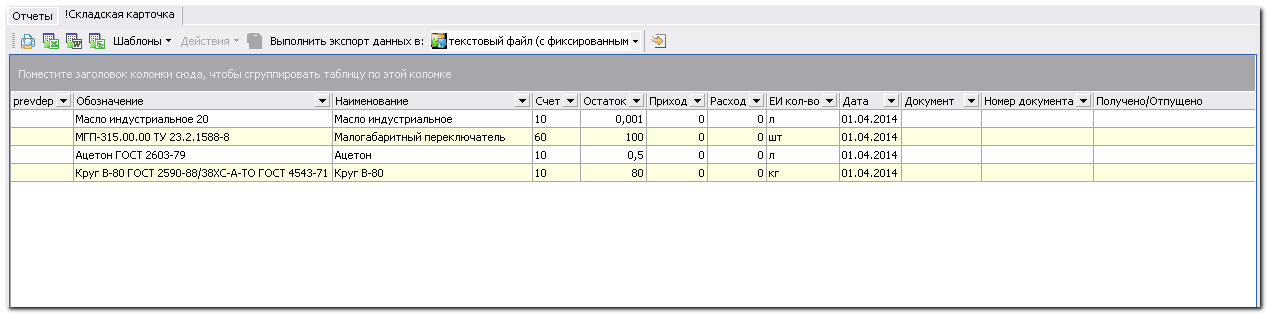 Отчеты !Складская карточка
Шаблоны Действия Выполнить экспорт данных в: текстовый файл (с фиксированным
Поместите заголовок колонки сюда, чтобы сгруппировать таблицу по этой колонке
prevdep Обозначение Наименование Счет Остаток Приход Расход ЕИ кол-во Дата Документ Номер документа Получено/Отпущено
Масло индустриальное 20 Масло индустриальное 10 0,001 0 0 л 01.04.2014
МГП-315.00.00 ТУ 23.2.1588-8 Малогабаритный переключатель 60 100 0 0 шт 01.04.2014
Ацетон ГОСТ 2603-79 Ацетон 10 0,5 0 0 л 01.04.2014
Круг В-80 ГОСТ 2590-88/38ХС-А-ТО ГОСТ 4543-71 Круг В-80 10 80 0 0 кг 01.04.2014